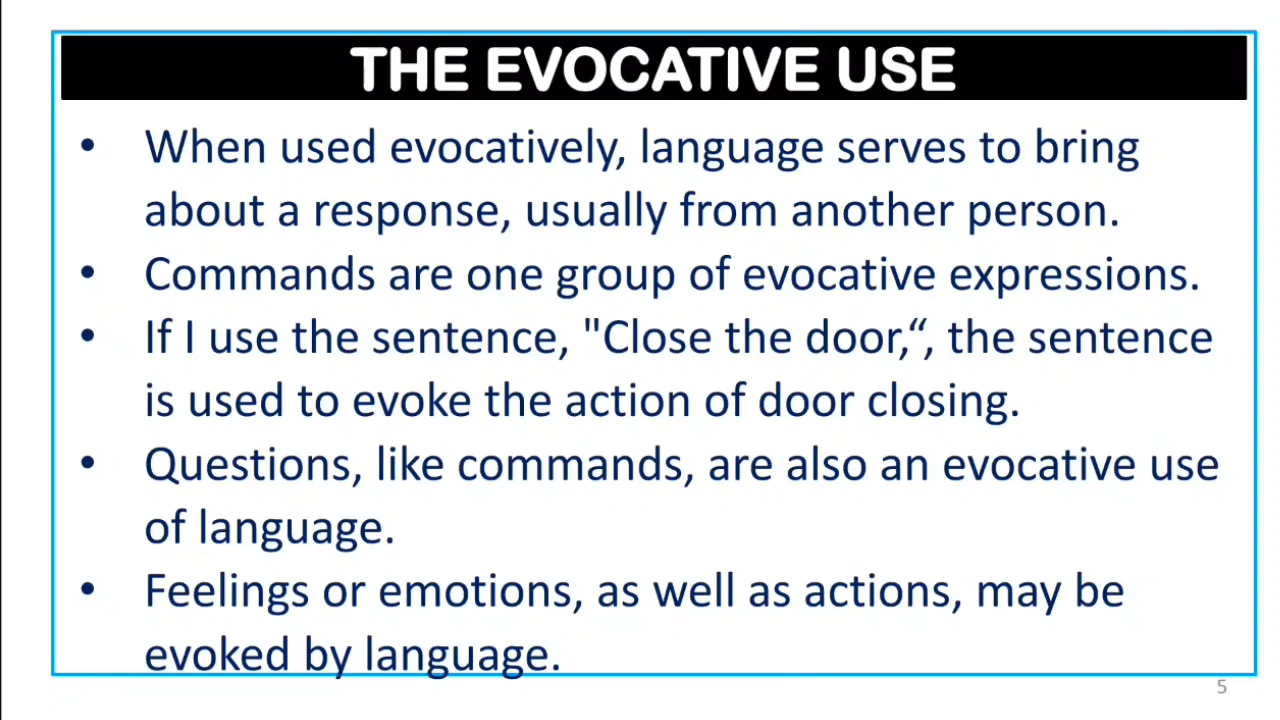 THE EVOCATIVE USE
• When used evocatively, language serves to bring
about a response, usually from another person.
• Commands are one group of evocative expressions.
• If I use the sentence, "Close the door,“, the sentence
is used to evoke the action of door closing.
• Questions, like commands, are also an evocative use
of language.
• Feelings or emotions, as well as actions, may be
evoked by language.
5